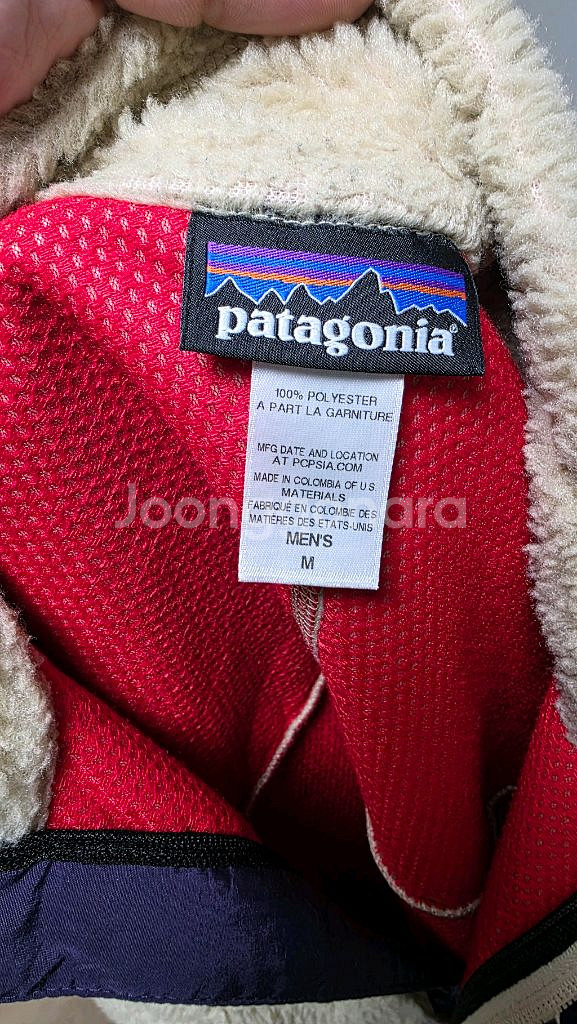 patagonia®
100% POLYESTER
A PART LA GARNITURE
MFG DATE AND LOCATION
AT PCPSIA.COM
MADE IN COLOMBIA OF U.S.
MATERIALS
FABRIQUÉ EN COLOMBIE DES
MATIÈRES DES ETATS-UNIS
MEN'S
M